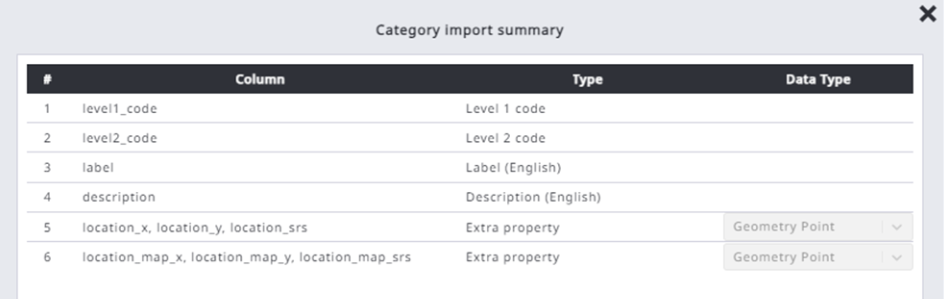 Category import summary
# Column Type Data Type
1 level1_code Level 1 code
2 level2_code Level 2 code
3 label Label (English)
4 description Description (English)
5 location_x, location_y, location_srs Extra property Geometry Point
6 location_map_x, location_map_y, location_map_srs Extra property Geometry Point